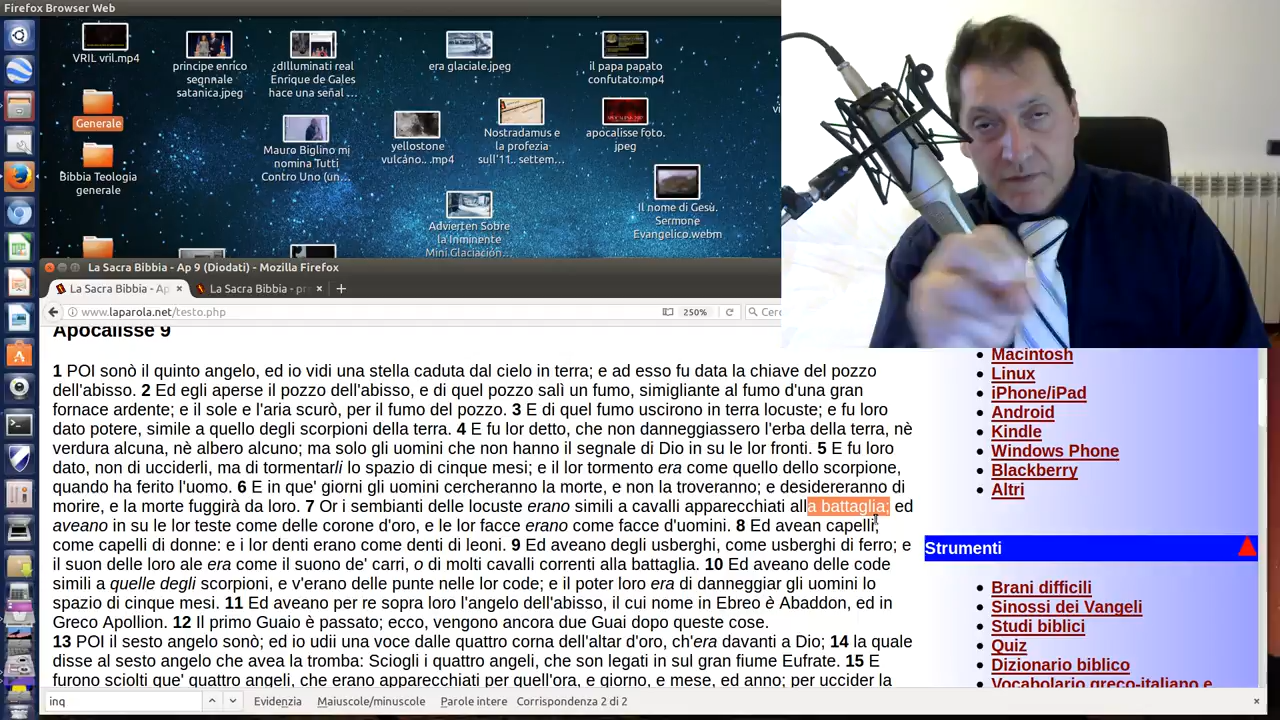 Firefox Browser Web
VRIL vril.mp4
principe enrico
segnnale
satanica.jpeg
¿dIlluminati real
Enrique de Gales
hace una señal ...
era glaciale.jpeg
il papa papato
confutato.mp4
Generale
Mauro Biglino mi
nomina Tutti
Contro Uno (un...
yellostone
vulcáno.. ..mp4
Nostradamus e
la profezia
sull'11. settem...
apocalisse foto.
jpeg
Bibbia Teologia
generale
Advierten Sobre
la Inminente
Mini Glaciación...
Il nome di Gesù.
Sermone
Evangelico.webm
La Sacra Bibbia - Ap 9 (Diodati) - Mozilla Firefox
La Sacra Bibbia - Ap × La Sacra Bibbia - pr × +
www.laparola.net/testo.php 250% Cerc
Apocalisse 9
1 POI sonò il quinto angelo, ed io vidi una stella caduta dal cielo in terra; e ad esso fu data la chiave del pozzo
dell'abisso. 2 Ed egli aperse il pozzo dell'abisso, e di quel pozzo salì un fumo, simigliante al fumo d'una gran
fornace ardente; e il sole e l'aria scurò, per il fumo del pozzo. 3 E di quel fumo uscirono in terra locuste; e fu loro
dato potere, simile a quello degli scorpioni della terra. 4 E fu lor detto, che non danneggiassero l'erba della terra, nè
verdura alcuna, nè albero alcuno; ma solo gli uomini che non hanno il segnale di Dio in su le lor fronti. 5 E fu loro
dato, non di ucciderli, ma di tormentarli lo spazio di cinque mesi; e il lor tormento era come quello dello scorpione,
quando ha ferito l'uomo. 6 E in que' giorni gli uomini cercheranno la morte, e non la troveranno; e desidereranno di
morire, e la morte fuggirà da loro. 7 Or i sembianti delle locuste erano simili a cavalli apparecchiati alla battaglia; ed
aveano in su le lor teste come delle corone d'oro, e le lor facce erano come facce d'uomini. 8 Ed avean capelli,
come capelli di donne: e i lor denti erano come denti di leoni. 9 Ed aveano degli usberghi, come usberghi di ferro; e
il suon delle loro ale era come il suono de' carri, o di molti cavalli correnti alla battaglia. 10 Ed aveano delle code
simili a quelle degli scorpioni, e v'erano delle punte nelle lor code; e il poter loro era di danneggiar gli uomini lo
spazio di cinque mesi. 11 Ed aveano per re sopra loro l'angelo dell'abisso, il cui nome in Ebreo è Abaddon, ed in
Greco Apollion. 12 Il primo Guaio è passato; ecco, vengono ancora due Guai dopo queste cose.
13 POI il sesto angelo sonò; ed io udii una voce dalle quattro corna dell'altar d'oro, ch'era davanti a Dio; 14 la quale
disse al sesto angelo che avea la tromba: Sciogli i quattro angeli, che son legati in sul gran fiume Eufrate. 15 E
furono sciolti que' quattro angeli, che erano apparecchiati per quell'ora, e giorno, e mese, ed anno; per uccider la
Macintosh
Linux
iPhone/iPad
Android
Kindle
Windows Phone
Blackberry
Altri
Strumenti
Brani difficili
Sinossi dei Vangeli
Studi biblici
Quiz
Dizionario biblico
Vocabolario greco-italiano e
inq Evidenzia Maiuscole/minuscole Parole intere Corrispondenza 2 di 2